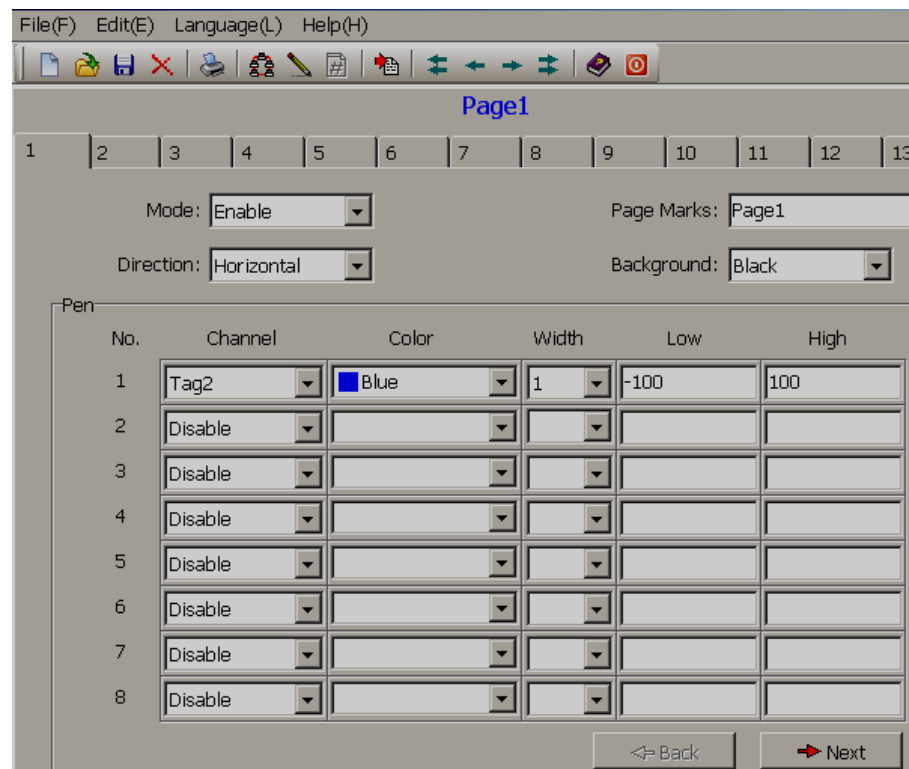 File(F) Edit(E) Language(L) Help(H)
Page1
1 2 3 4 5 6 7 8 9 10 11 12 13
Mode: Enable Page Marks: Page1
Direction: Horizontal Background: Black
Pen
No. Channel Color Width Low High
1 Tag2 Blue 1 -100 100
2 Disable
3 Disable
4 Disable
5 Disable
6 Disable
7 Disable
8 Disable
Back Next